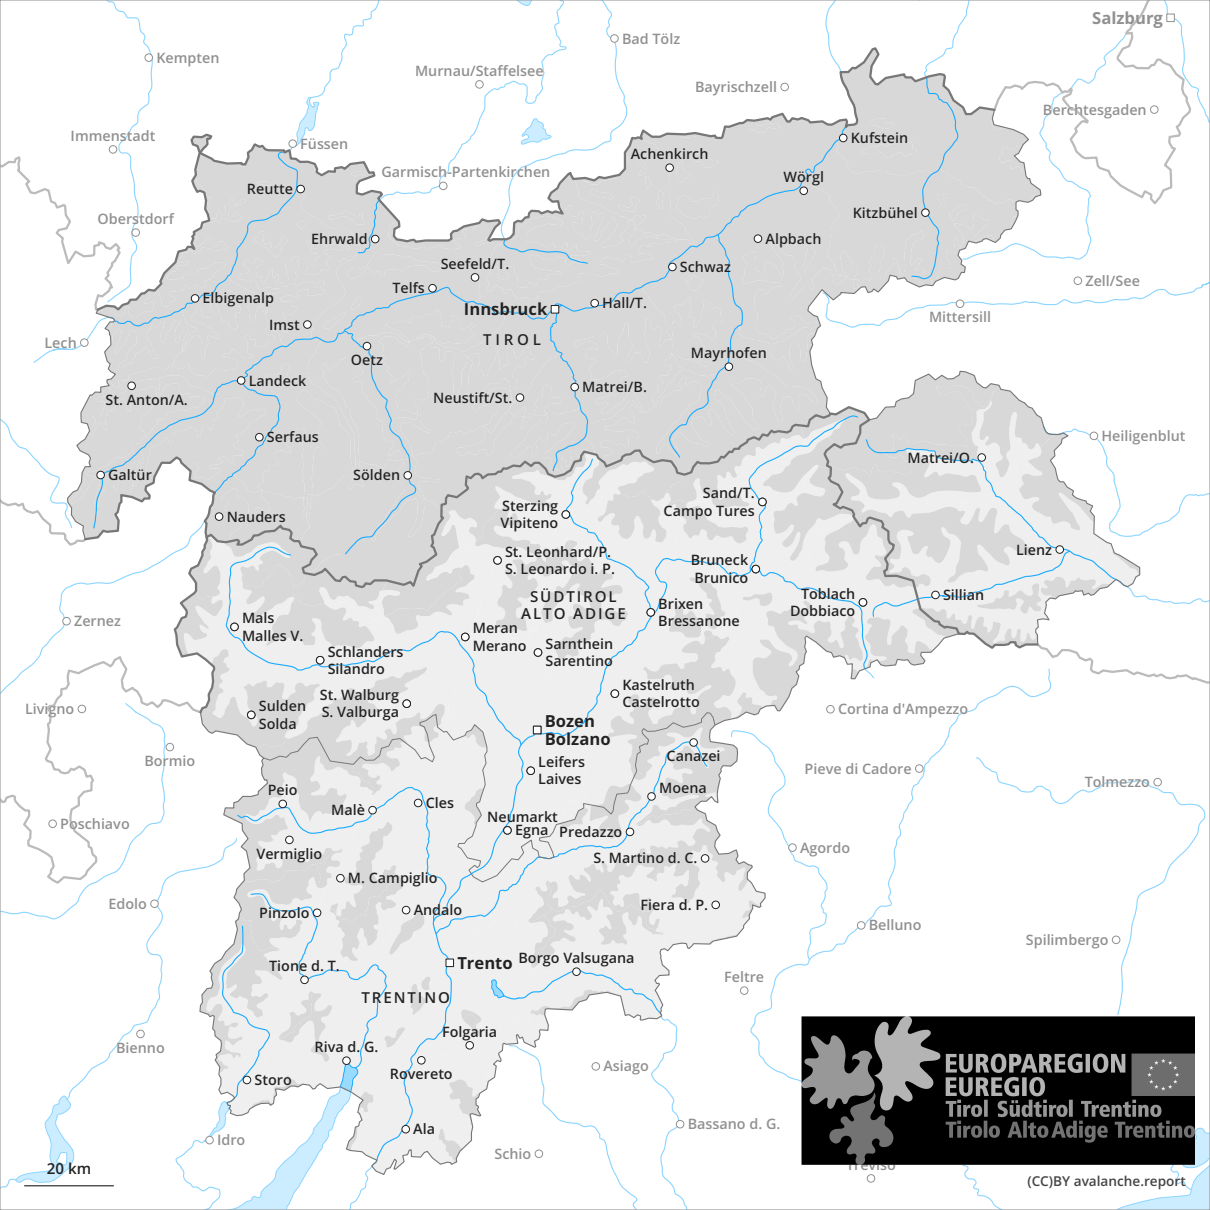 Salzburg
Bad Tölz
Kempten
Murnau/Staffelsee
Bayrischzell
Berchtesgaden
Immenstadt
Kufstein
Füssen
Achenkirch
Garmisch-Partenkirchen
Wörgl
Reutte
Oberstdorf
Kitzbühel
Ehrwald
Alpbach
Seefeld/T.
Schwaz
Zell/See
Telfs
Elbigenalp
Hall/T.
Innsbruck
Mittersill
Imst
TIROL
Lech
Oetz
Mayrhofen
Landeck
Matrei/B.
St. Anton/A.
Neustift/St.
Serfaus
Heiligenblut
Matrei/O.
Galtür
Sölden
Sand/T.
Campo Tures
Sterzing
Vipiteno
Nauders
Lienz
St. Leonhard/P.
S. Leonardo i. P.
Bruneck
Brunico
SÜDTIROL
ALTO ADIGE
Toblach
Dobbiaco
Sillian
Brixen
Bressanone
Zernez
Mals
Malles V.
Meran
Merano
Sarnthein
Sarentino
Schlanders
Silandro
Kastelruth
Castelrotto
St. Walburg
S. Valburga
Livigno
Sulden
Solda
Cortina d'Ampezzo
Bozen
Bolzano
Bormio
Canazei
Leifers
Laives
Pieve di Cadore
Tolmezzo
Peio
Moena
Malè
Cles
Neumarkt
Egna
Predazzo
Poschiavo
Vermiglio
S. Martino d. C.
Agordo
M. Campiglio
Edolo
Pinzolo
Andalo
Fiera d. P.
Belluno
Spilimbergo
Tione d. T.
Trento
Borgo Valsugana
Feltre
TRENTINO
Bienno
Riva d. G.
Folgaria
Storo
Rovereto
Asiago
EUROPAREGION
EUREGIO
Tirol Südtirol Trentino
Tirolo Alto Adige Trentino
Idro
Ala
Bassano d. G.
Schio
Treviso
20 km
(CC)BY avalanche.report